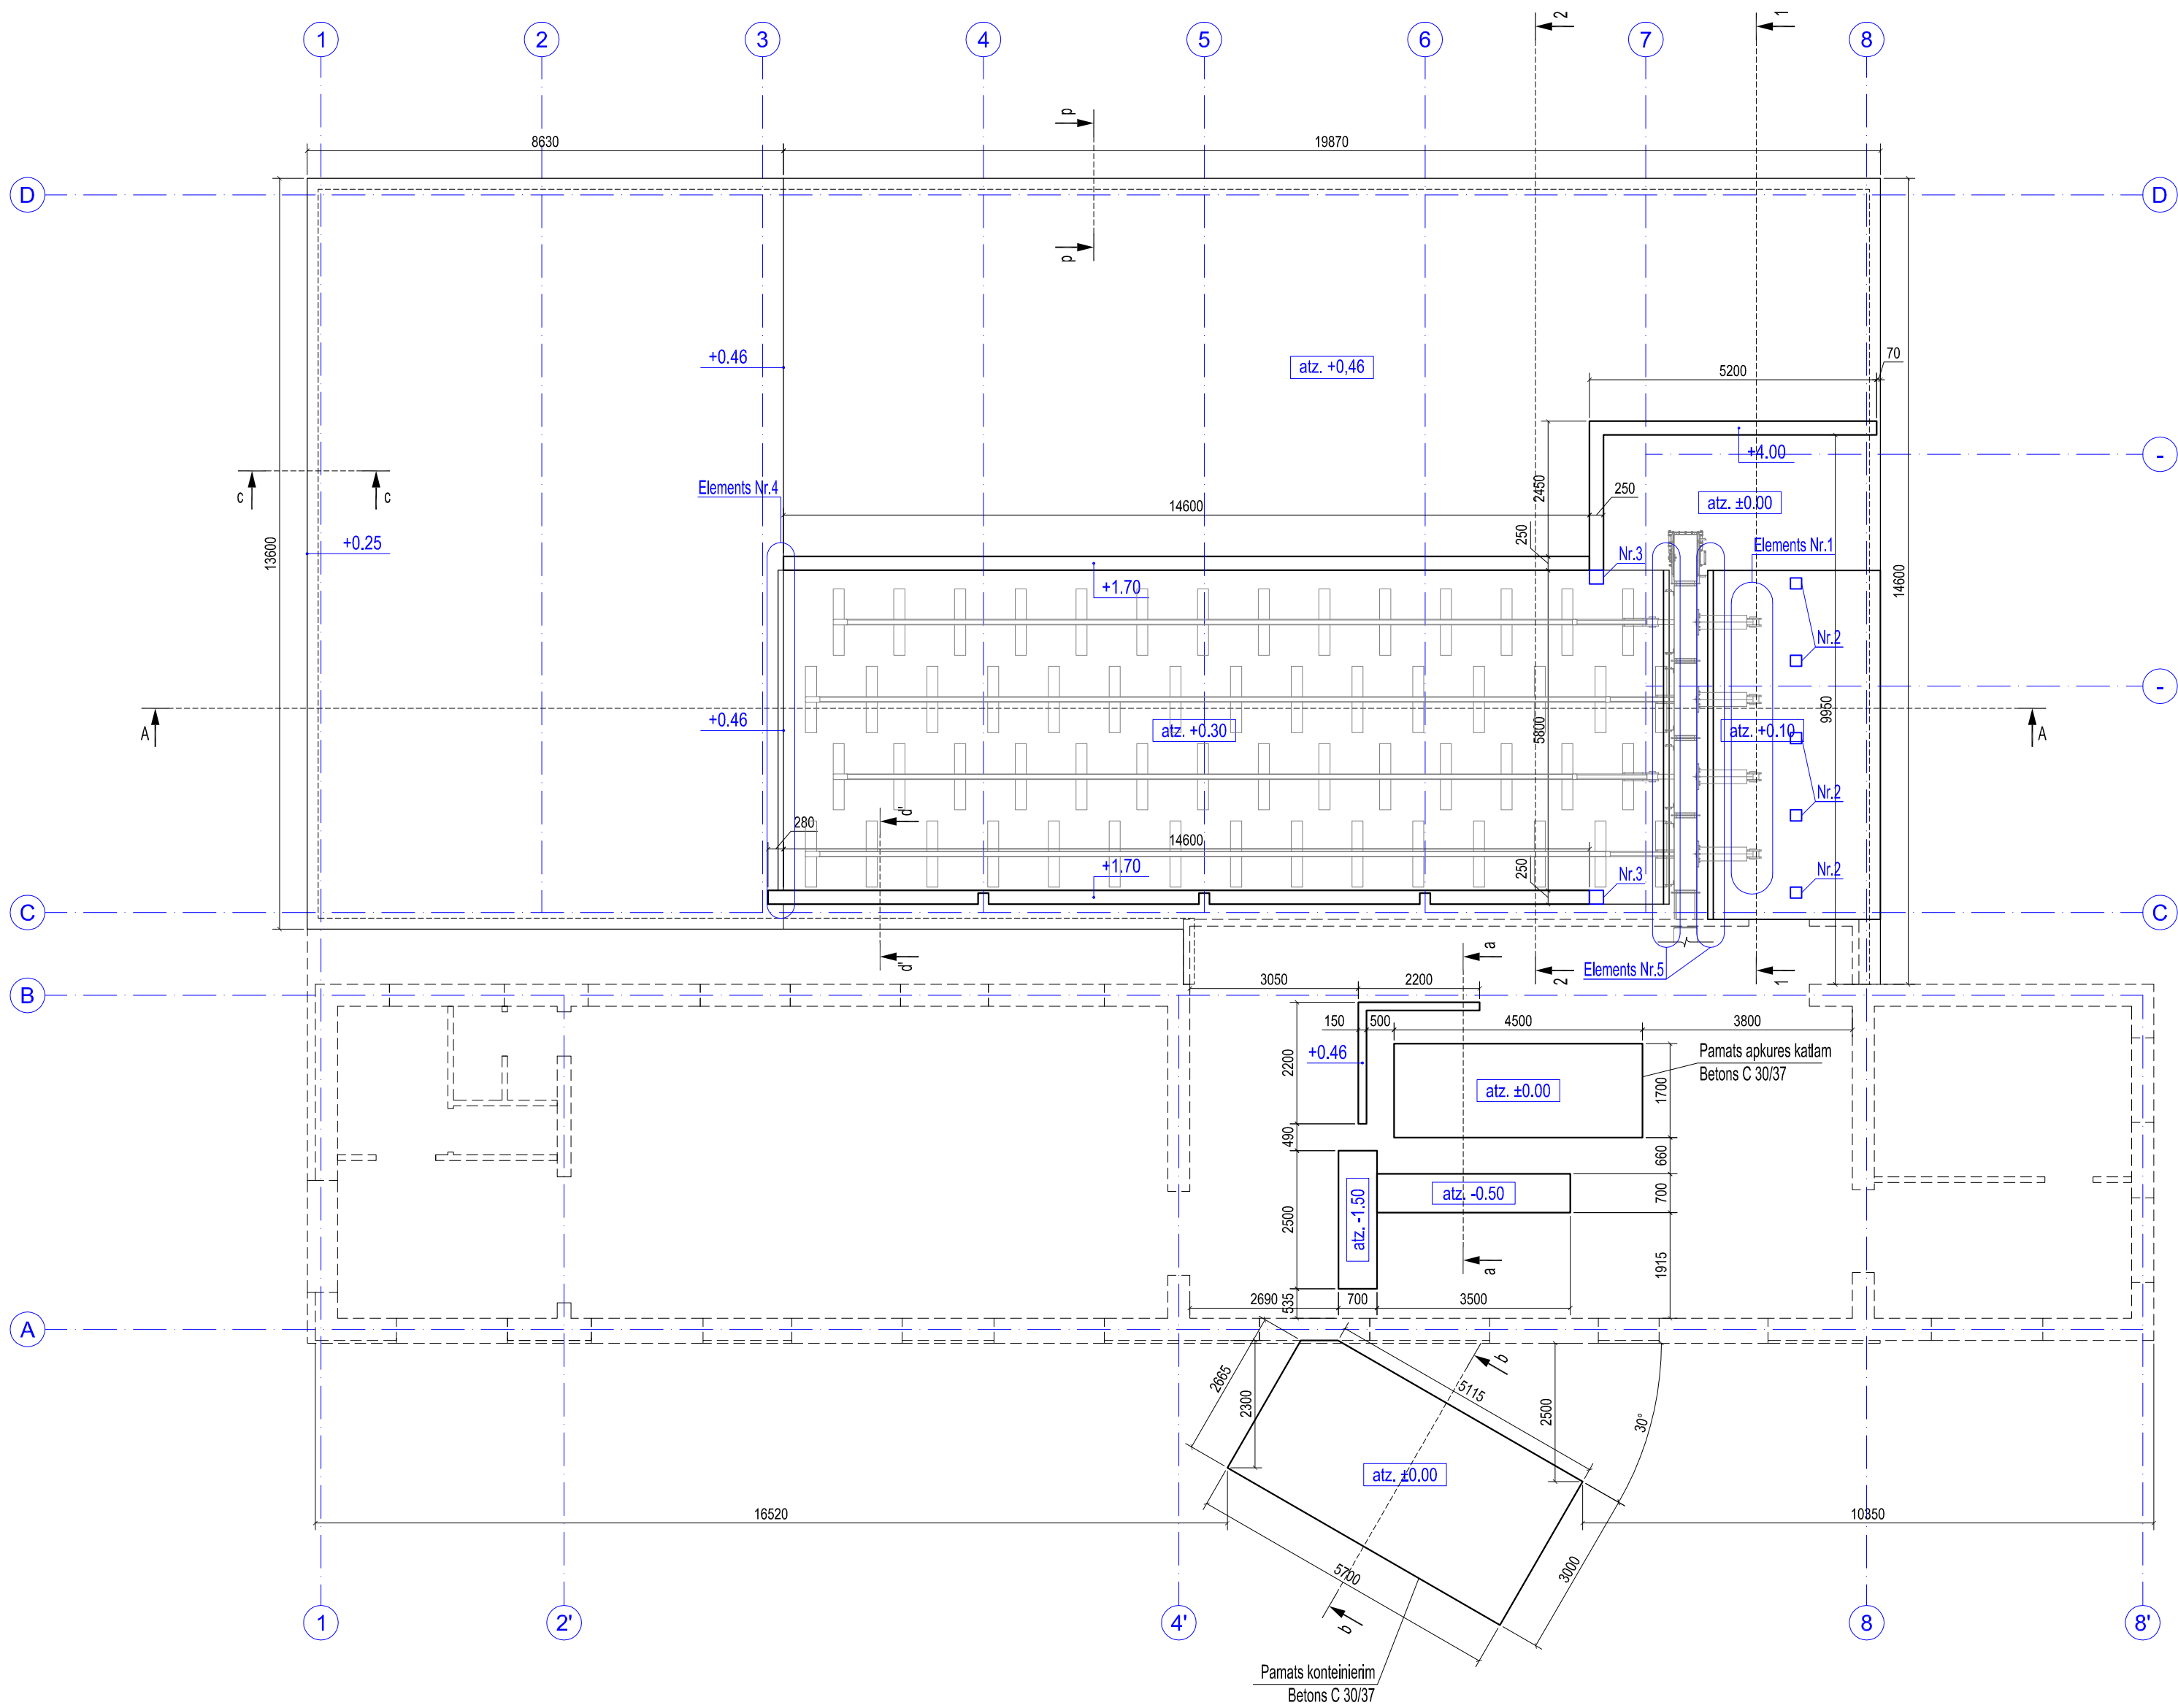 1
2
3
4
5
6
7
8
2
1
8630
19870
d
d
D
D
+0.46
atz. +0,46
70
5200
+4.00
-
c
c
Elements Nr.4
2450
250
atz. ±0.00
14600
+0.25
13600
250
Nr.3
Elements Nr.1
14600
+1.70
Nr.2
-
A
+0.46
atz. +0.30
5800
atz. +0.10
9950
A
Nr.2
280
d'
14600
+1.70
250
Nr.3
Nr.2
C
C
d'
a
Elements Nr.5
2
1
B
3050
2200
150
500
4500
3800
+0.46
2200
Pamats apkures katlam
Betons C 30/37
atz. ±0.00
1700
490
660
atz. -1.50
atz. -0.50
700
2500
1915
a
2690
700
3500
535
A
b
2665
2300
5115
2500
30°
atz. ±0.00
16520
10350
5700
3000
b
1
2'
4'
8
8'
Pamats konteinierim
Betons C 30/37